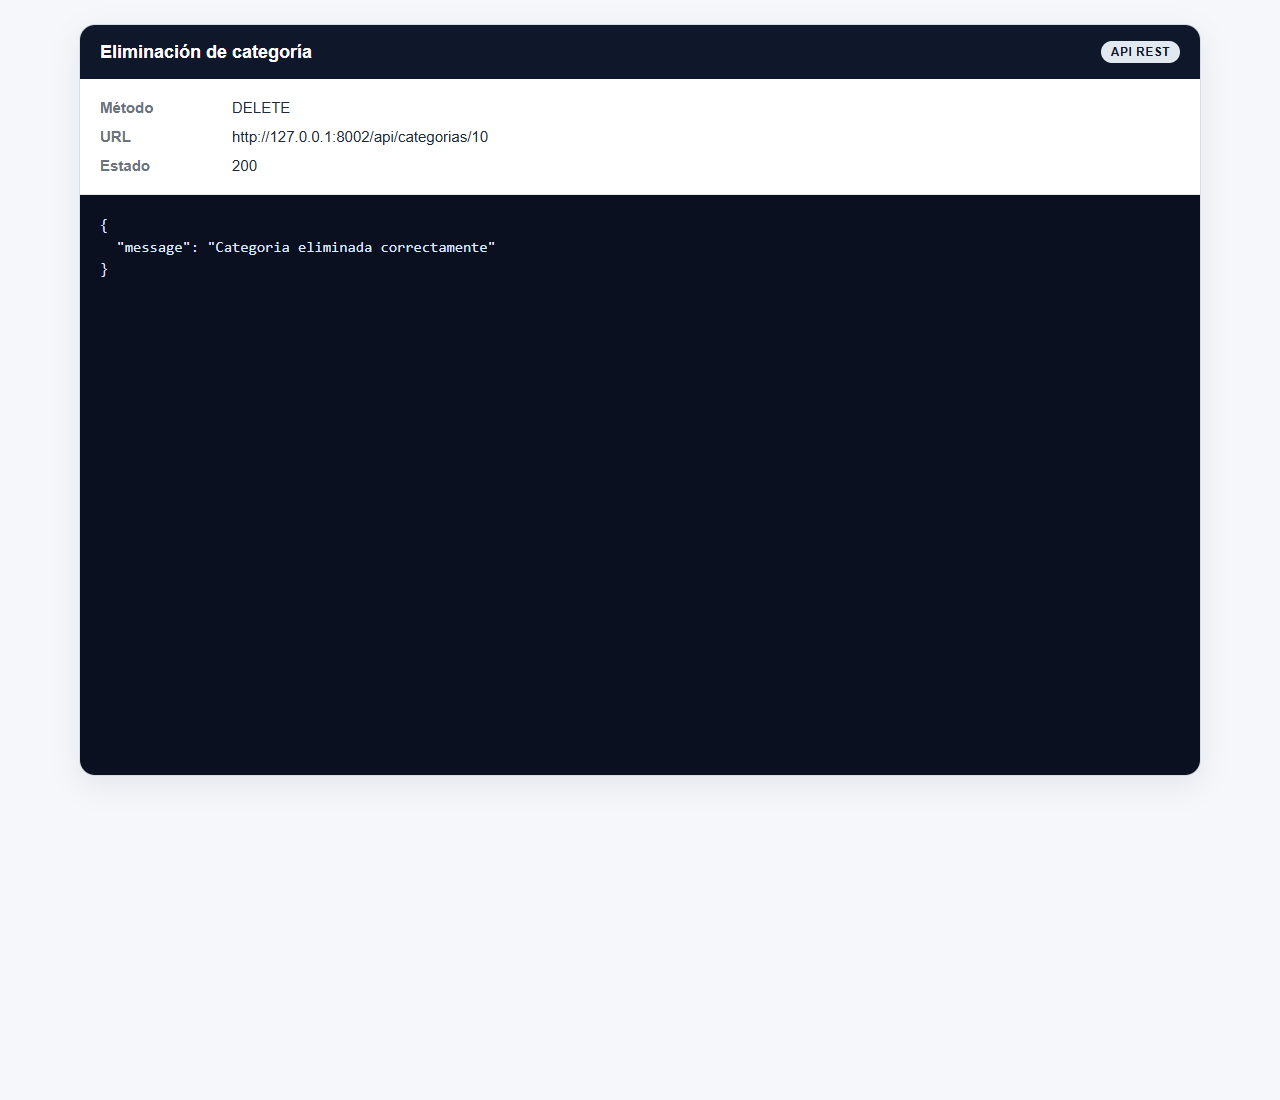 Eliminación de categoría
API REST
Método DELETE
URL http://127.0.0.1:8002/api/categorias/10
Estado 200
{
  "message": "Categoria eliminada correctamente"
}